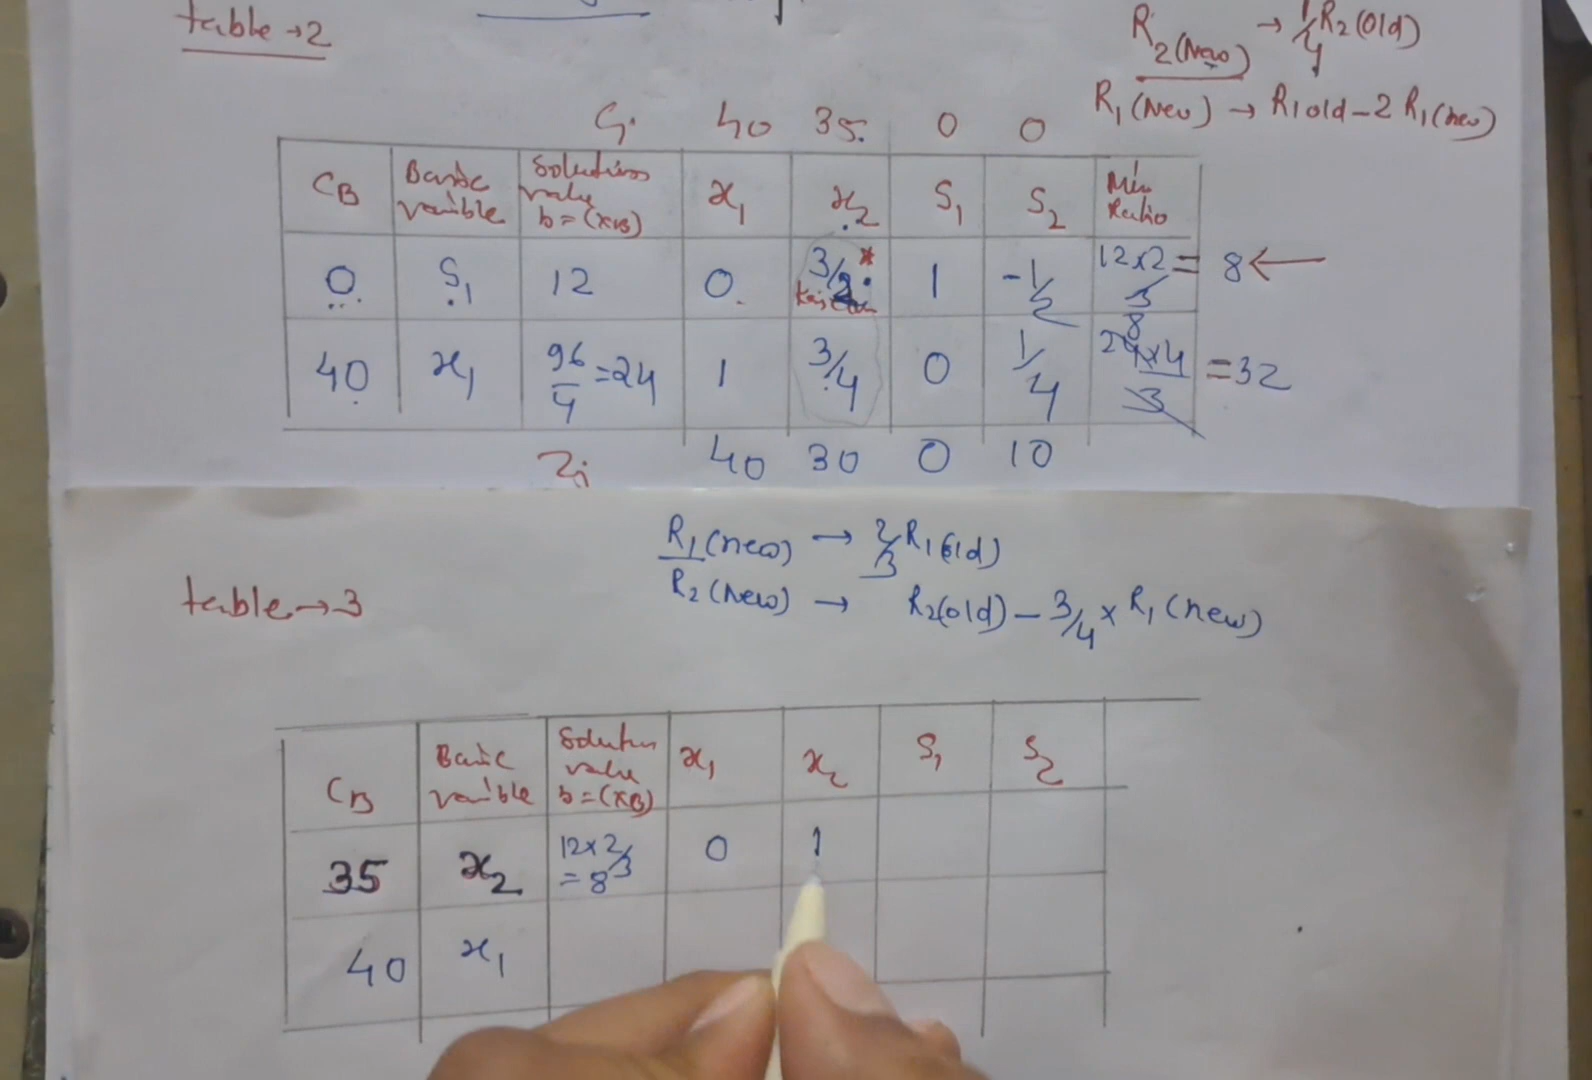 table → 2
R2(New) → 1/4 R2(Old)
R1(New) → R1old - 2 R1(new)
Cj 40 35 0 0
CB Basic variable Solutions value b=(xB) x1 x2 S1 S2 Min Ratio
0 S1 12 0 3/2 * 1 -1/2 12×2/3 = 8 ←
40 x1 96/4 = 24 1 3/4 0 1/4 24×4/3 = 32
Zj 40 30 0 10
R1(new) → 2/3 R1(old)
table → 3
R2(New) → R2(old) - 3/4 × R1(new)
CB Basic varible Solution value b=(xB) x1 x2 S1 S2
35 x2 12×2/3 = 8 0 1
40 x1